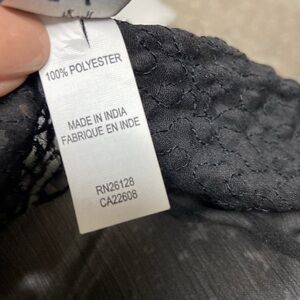 100% POLYESTER
MADE IN INDIA
FABRIQUE EN INDE
RN26128
CA22608